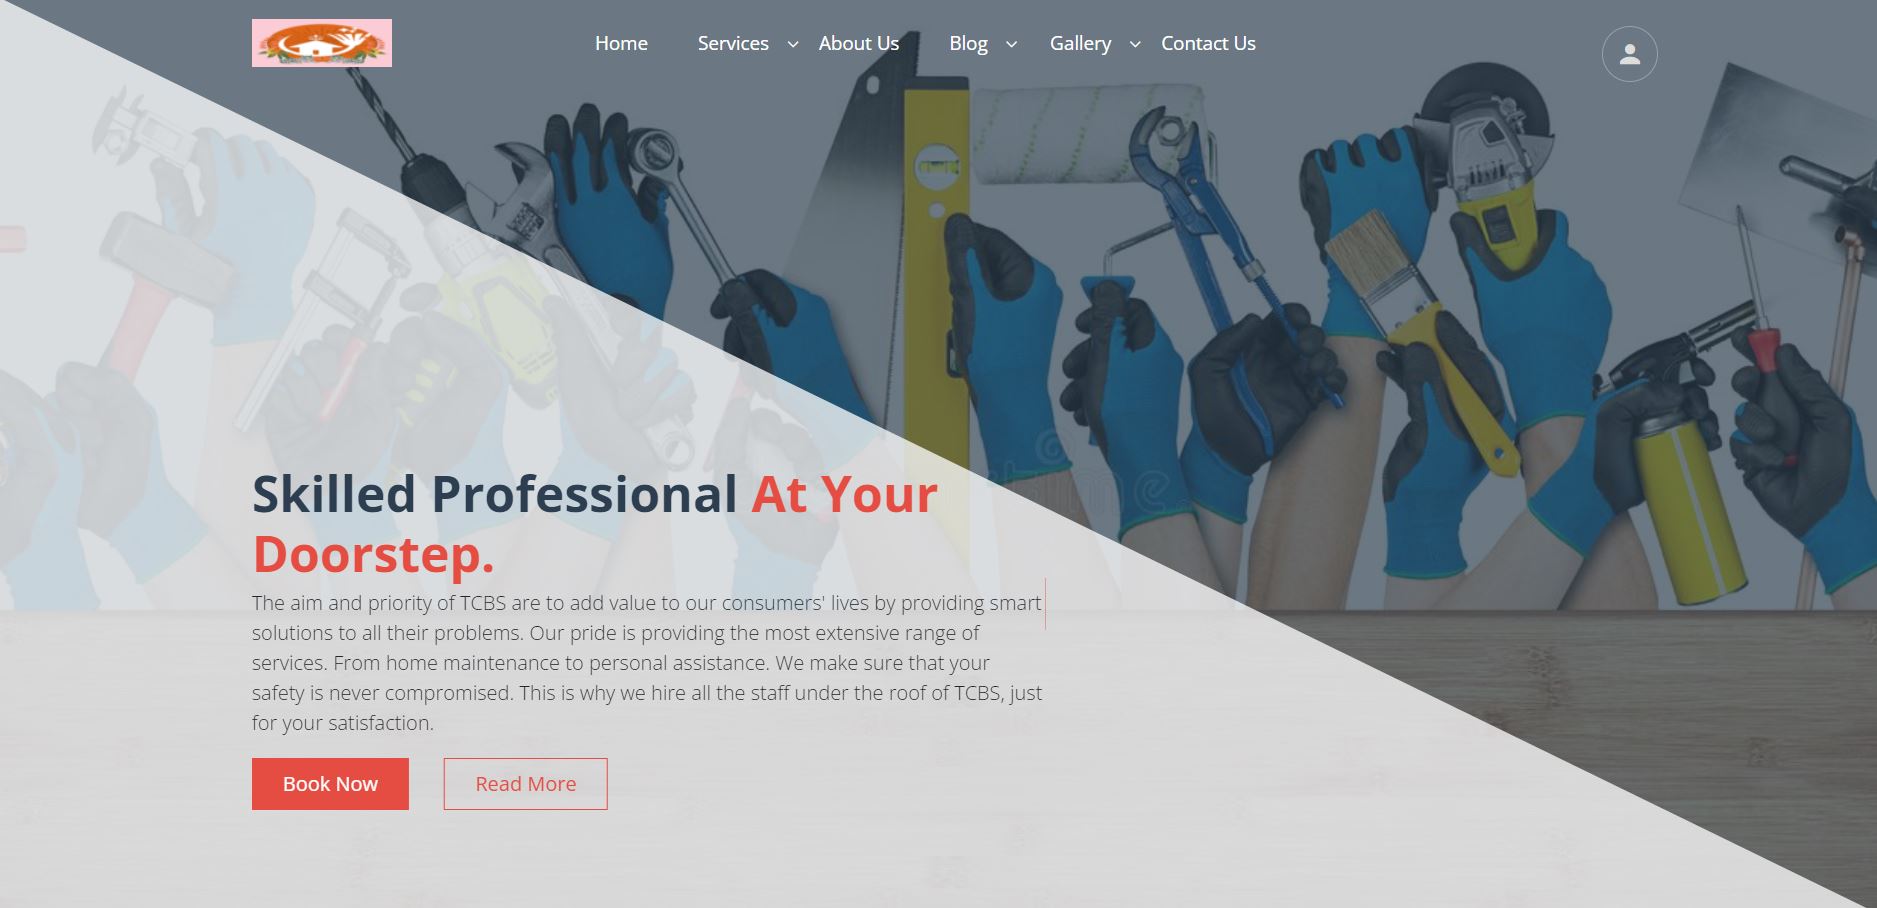 Home Services About Us Blog Gallery Contact Us
Skilled Professional At Your
Doorstep.
The aim and priority of TCBS are to add value to our consumers' lives by providing smart
solutions to all their problems. Our pride is providing the most extensive range of
services. From home maintenance to personal assistance. We make sure that your
safety is never compromised. This is why we hire all the staff under the roof of TCBS, just
for your satisfaction.
Book Now Read More